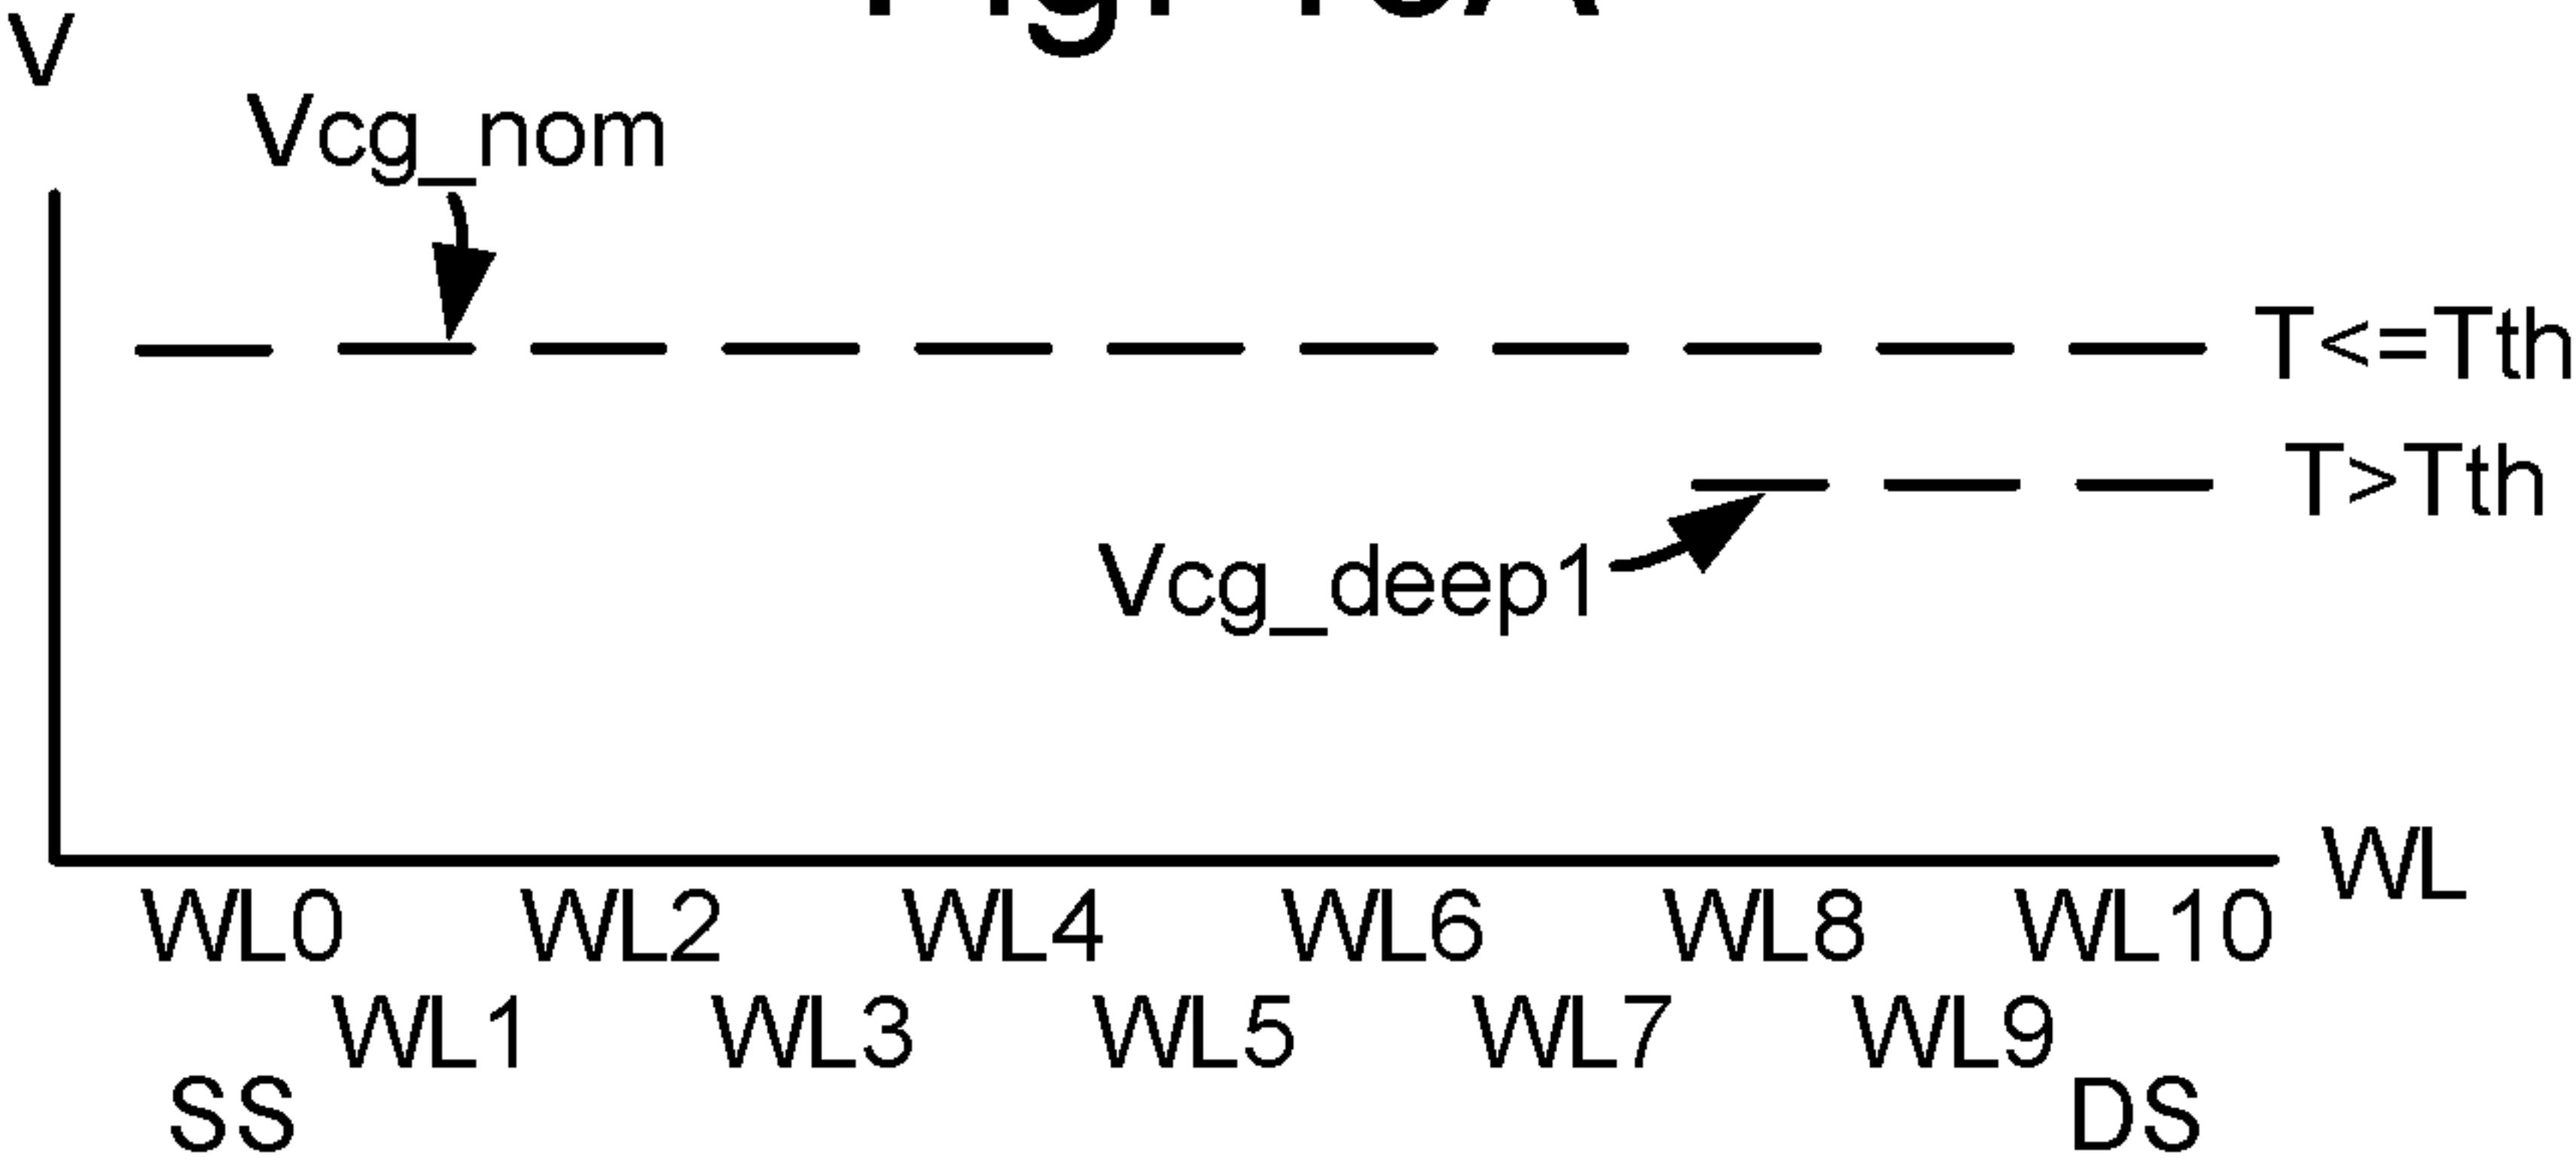 V
Vcg_nom
T<=Tth
T>Tth
Vcg_deep1
WL
WL0 WL2 WL4 WL6 WL8 WL10
WL1 WL3 WL5 WL7 WL9
SS DS